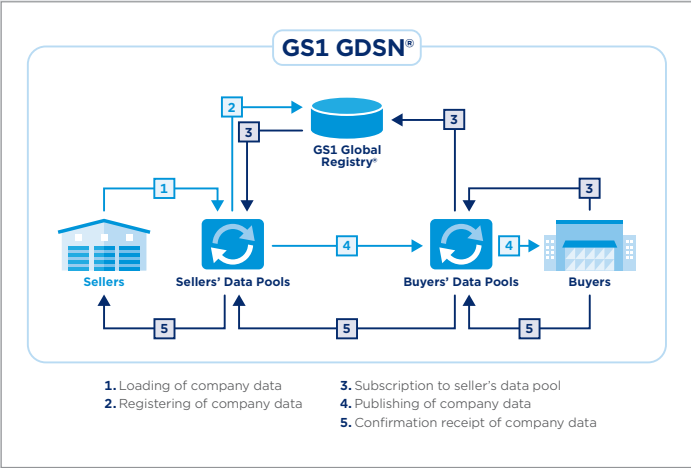 GS1 GDSN®
2
3
3
GS1 Global
Registry®
1
3
4
4
Sellers
Sellers' Data Pools
Buyers' Data Pools
Buyers
5
5
5
1. Loading of company data
2. Registering of company data
3. Subscription to seller's data pool
4. Publishing of company data
5. Confirmation receipt of company data